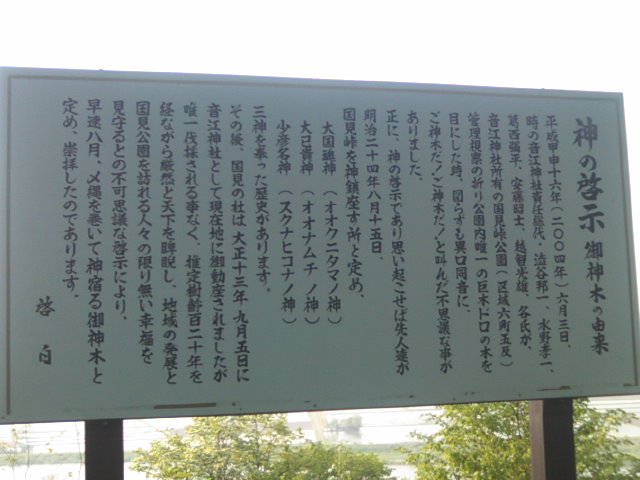 神の啓示 御神木の由来
平成甲申十六年(二〇〇四年)六月三日、
時の音江神社責任総代・澁谷邦一、水野孝一、
葛西彌平、安藤昭士、越智光雄、各氏が、
音江神社所有の国見峠公園(区域六町五反)
管理視察の折り公園内唯一の巨木ドロの木を
目にした時、図らずも異口同音に、
ご神木だ!ご神木だ!と叫んだ不思議な事が
ありました。
正に、神の啓示であり思い起こせば先人達が
明治二十四年八月十五日、
国見峠を神鎮座す所と定め、
大国魂神 (オオクニタマノ神)
大己貴神 (オオナムチノ神)
少彦名神 (スクナヒコナノ神)
三神を奉った歴史があります。
その後、国見の社は大正十三年九月五日に
音江神社として現在地に御動座されましたが
唯一伐採される事なく、推定樹齢百二十年を
経ながら厳然と天下を睥睨し、地域の発展と
国見公園を訪れる人々の限り無い幸福を
見守るとの不可思議な啓示により、
早速八月、〆縄を巻いて神宿る御神木と
定め、崇拝したのであります。
啓白